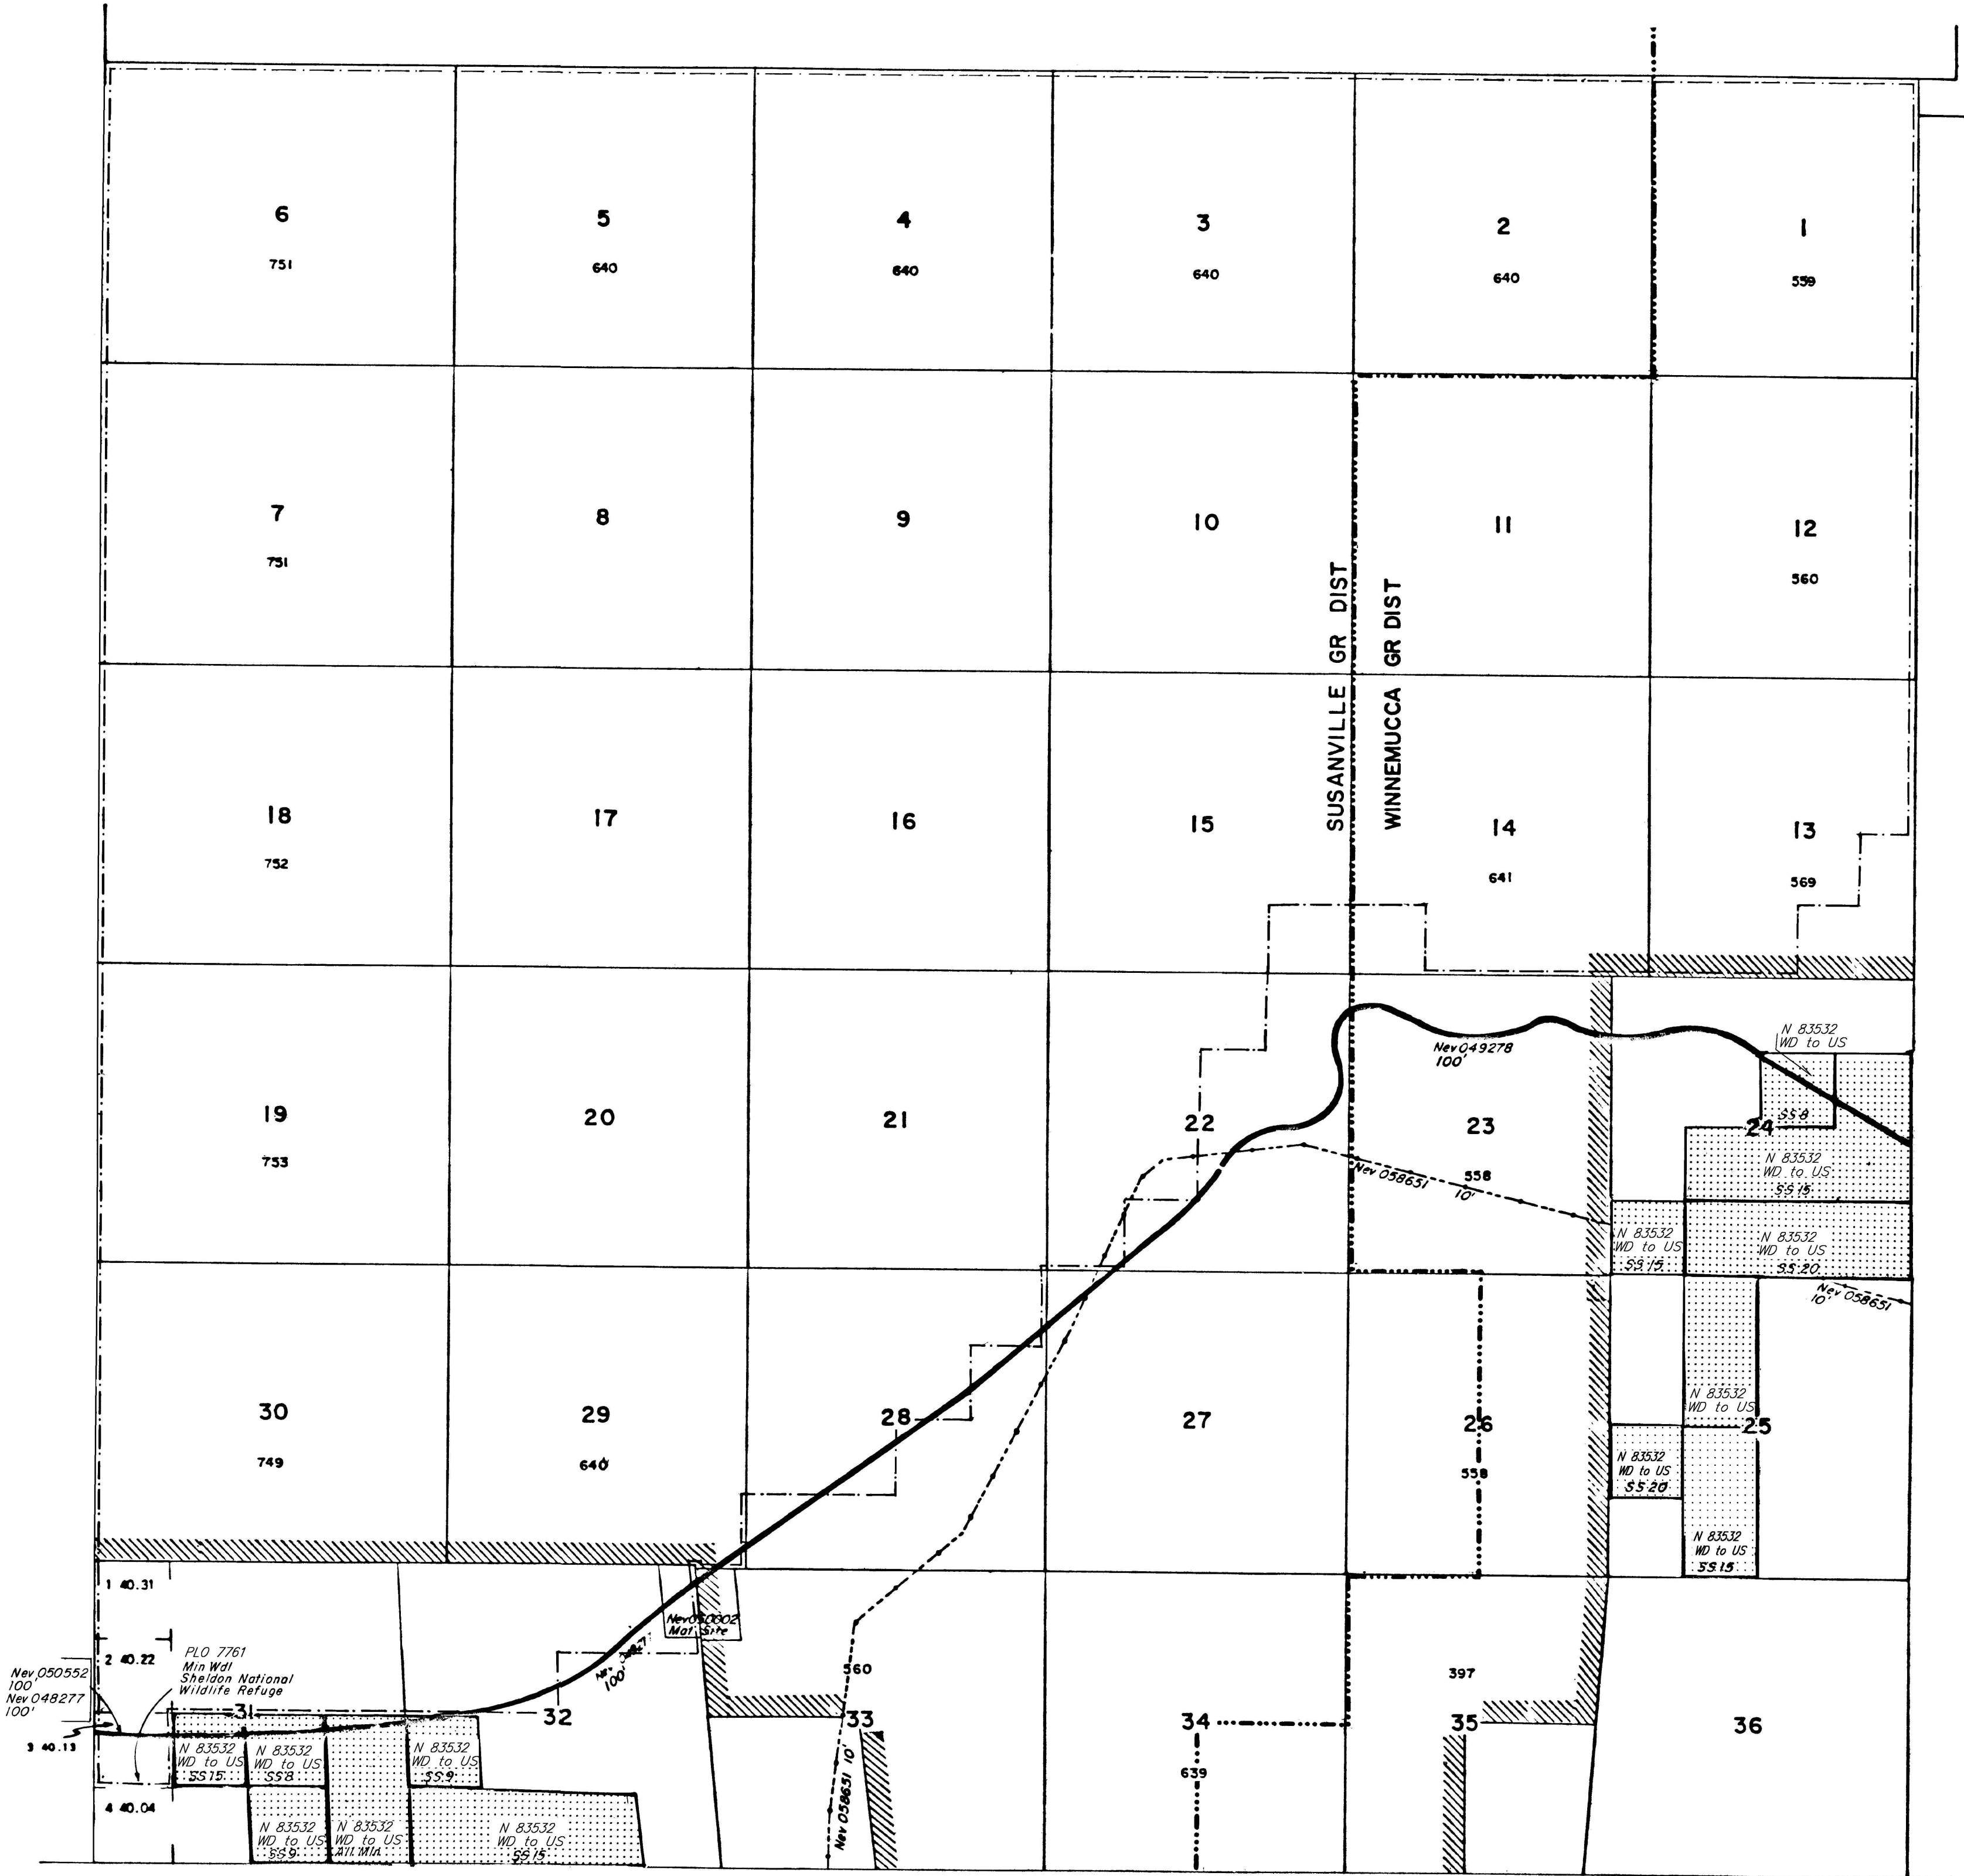 6
751
5
640
4
640
3
640
2
640
1
559
7
751
8
9
10
11
12
560
SUSANVILLE GR DIST
WINNEMUCCA GR DIST
18
752
17
16
15
14
641
13
569
19
753
20
21
22
23
558
24
Nev 049278
100'
N 83532
WD to US
SS 8
N 83532
WD to US
SS 15
Nev 058651
10'
N 83532
WD to US
SS 15
N 83532
WD to US
SS 20
Nev 058651
10'
30
749
29
640
28
27
26
558
25
N 83532
WD to US
N 83532
WD to US
SS 20
N 83532
WD to US
SS 15
1 40.31
2 40.22
3 40.13
4 40.04
Nev 050552
100'
Nev 048277
100'
PLO 7761
Min Wdl
Sheldon National
Wildlife Refuge
31
32
33
560
34
639
35
397
36
100'
Mat Site
N 83532
WD to US
SS 15
N 83532
WD to US
SS 8
N 83532
WD to US
SS 9
N 83532
WD to US
SS 9
N 83532
WD to US
All Min
N 83532
WD to US
SS 15
Nev 058651 10'